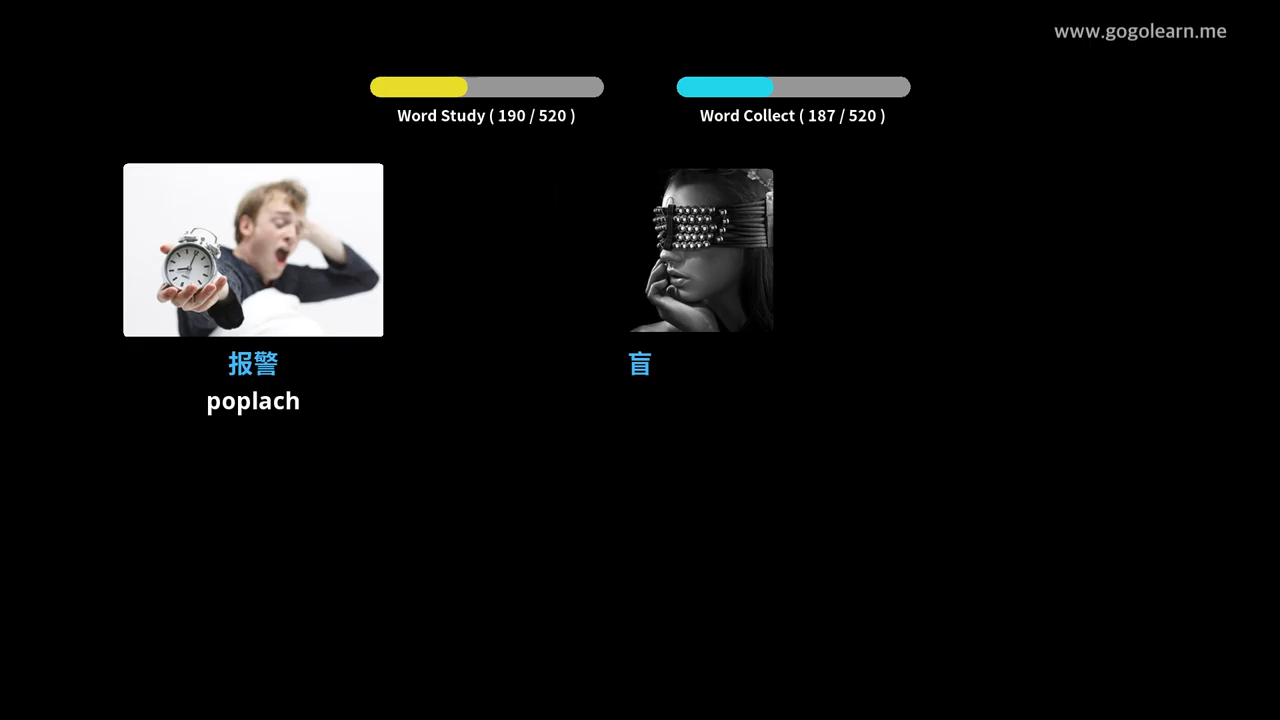 www.gogolearn.me
Word Study ( 190 / 520 )
Word Collect ( 187 / 520 )
报警
盲
poplach